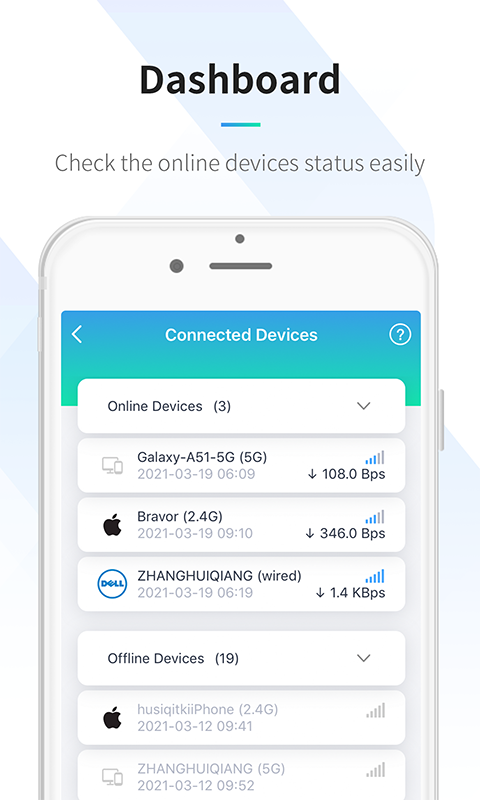 Dashboard
Check the online devices status easily
Connected Devices
?
Online Devices (3)
Galaxy-A51-5G (5G)
2021-03-19 06:09
↓ 108.0 Bps
Bravor (2.4G)
2021-03-19 09:10
↓ 346.0 Bps
DELL
ZHANGHUIQIANG (wired)
2021-03-19 06:19
↓ 1.4 KBps
Offline Devices (19)
husiqitkiiPhone (2.4G)
2021-03-12 09:41
ZHANGHUIQIANG (5G)
2021-03-12 09:52